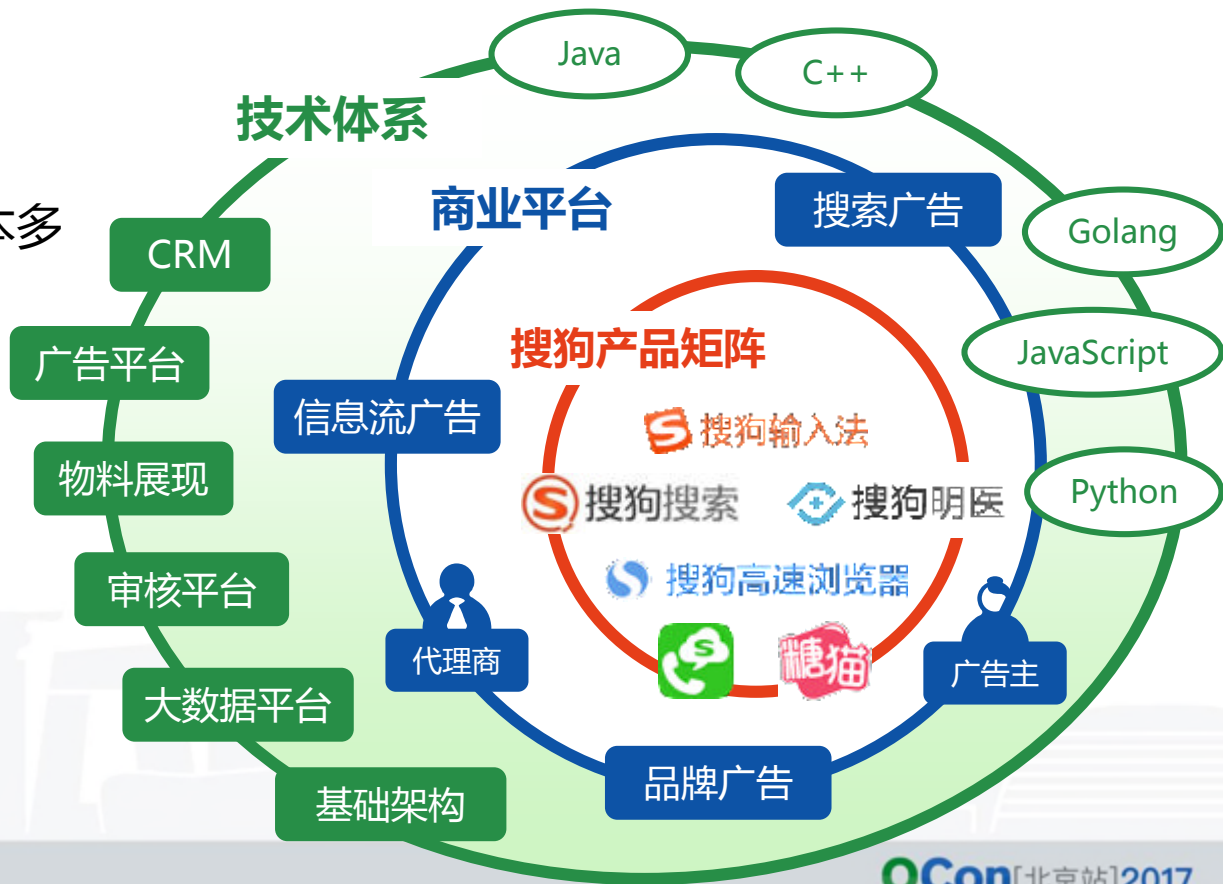 Java
C++
技术体系
商业平台
搜索广告
本多
CRM
Golang
广告平台
搜狗产品矩阵
JavaScript
信息流广告
搜狗输入法
物料展现
搜狗搜索
搜狗明医
Python
审核平台
搜狗高速浏览器
代理商
糖猫
广告主
大数据平台
品牌广告
基础架构
QCon[北京站]2017